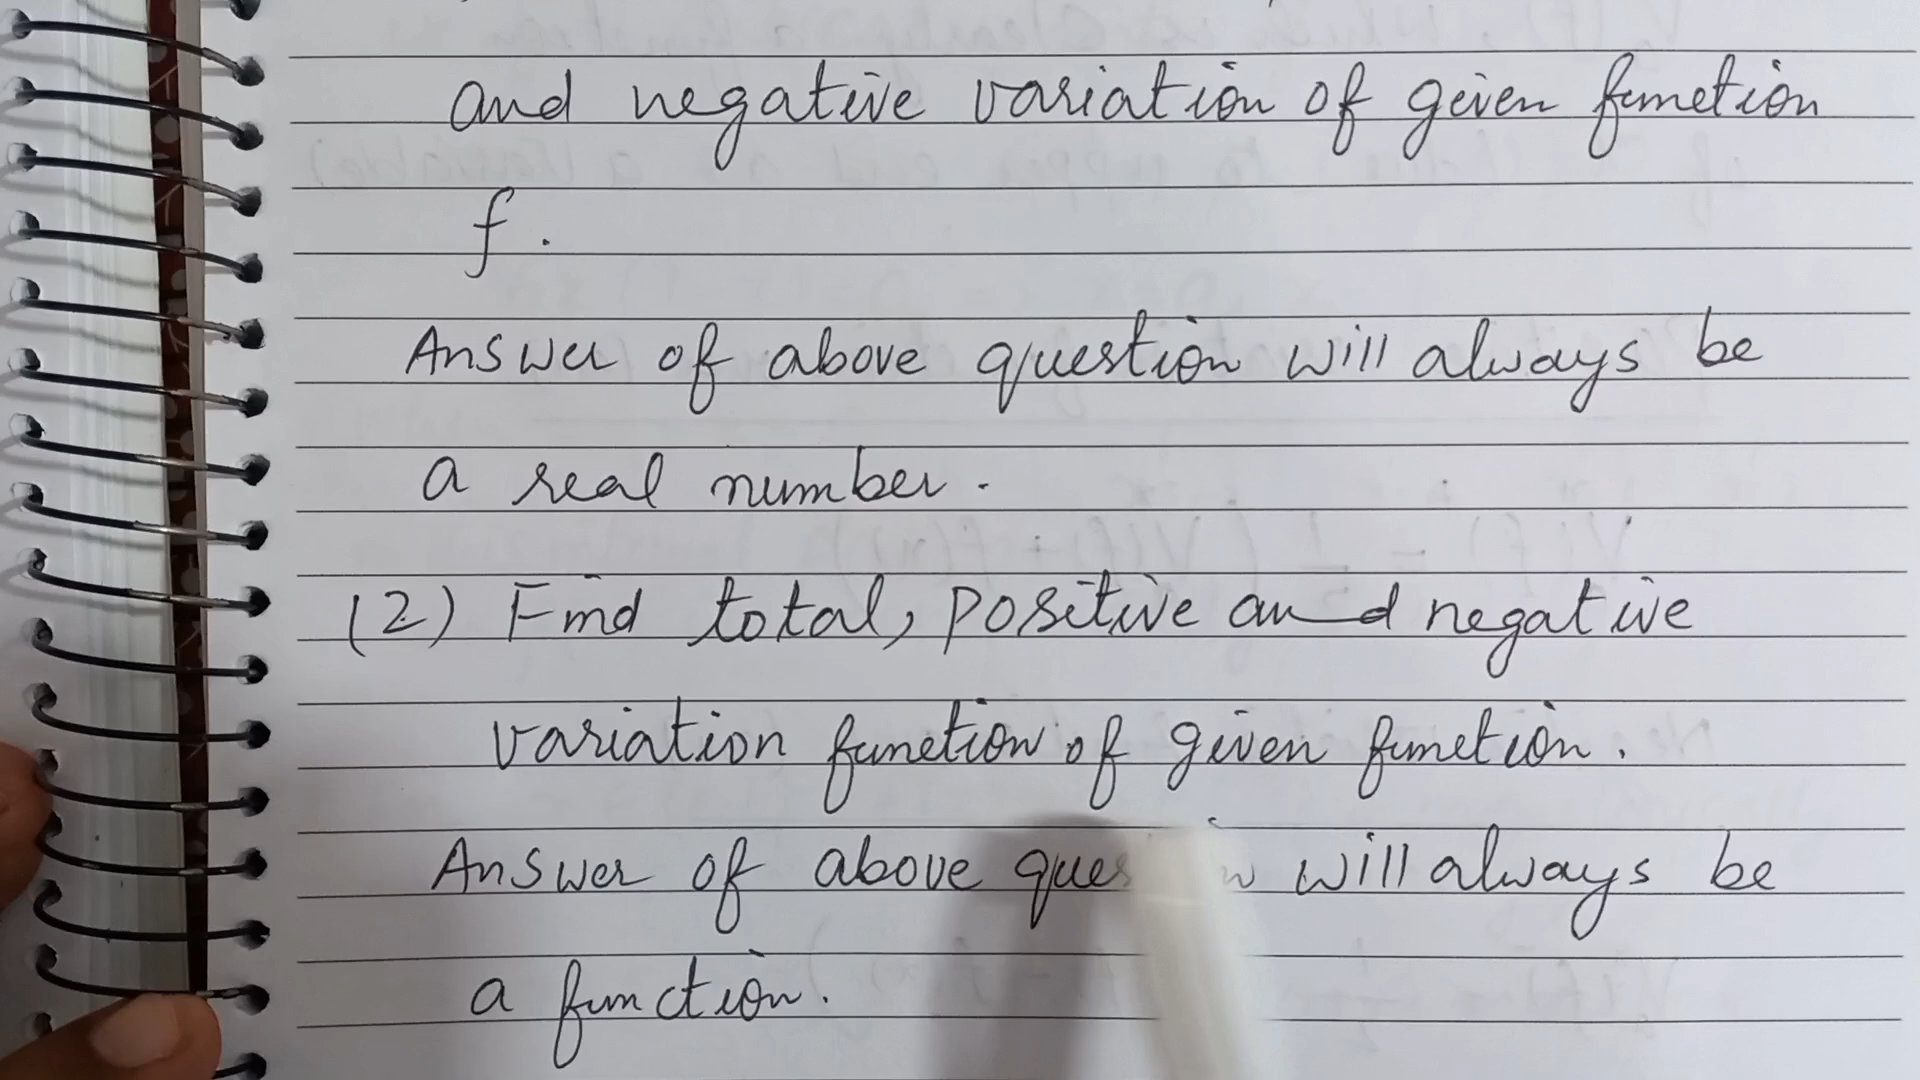 and negative variation of given function
f.
Answer of above question will always be
a real number.
(2) Find total, positive and negative
variation function of given function.
Answer of above ques will always be
a function.